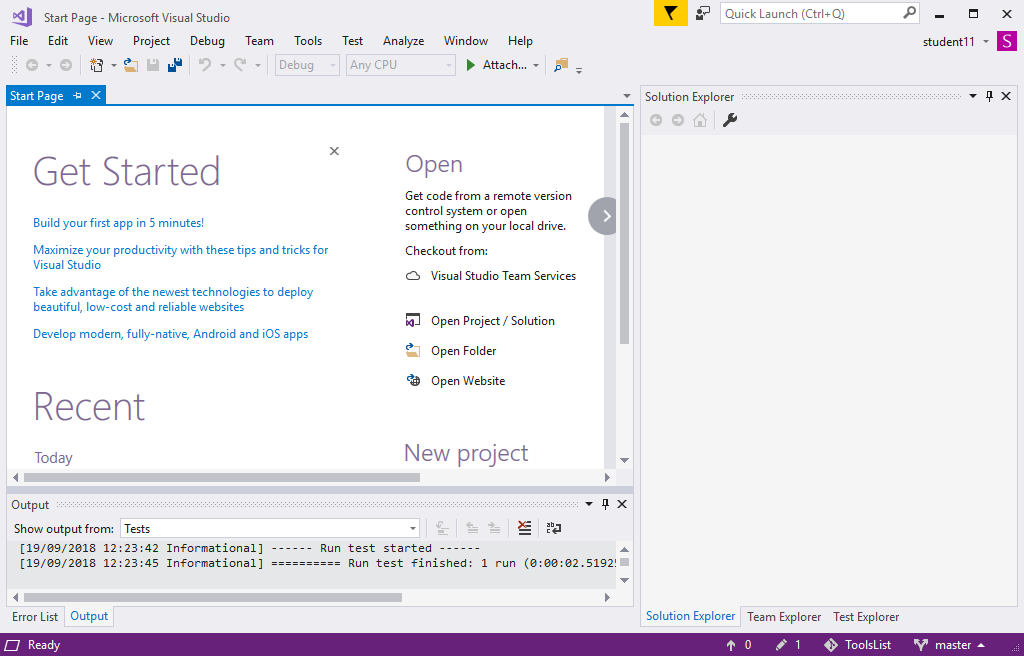 Start Page - Microsoft Visual Studio
Quick Launch (Ctrl+Q)
File Edit View Project Debug Team Tools Test Analyze Window Help
student11 S
Debug Any CPU Attach...
Start Page
Get Started
Build your first app in 5 minutes!
Maximize your productivity with these tips and tricks for
Visual Studio
Take advantage of the newest technologies to deploy
beautiful, low-cost and reliable websites
Develop modern, fully-native, Android and iOS apps
Recent
Today
Open
Get code from a remote version
control system or open
something on your local drive.
Checkout from:
Visual Studio Team Services
Open Project / Solution
Open Folder
Open Website
New project
Solution Explorer
Output
Show output from: Tests
[19/09/2018 12:23:42 Informational] ------ Run test started ------
[19/09/2018 12:23:45 Informational] ========== Run test finished: 1 run (0:00:02.5192
Error List Output
Solution Explorer Team Explorer Test Explorer
Ready 0 1 ToolsList master